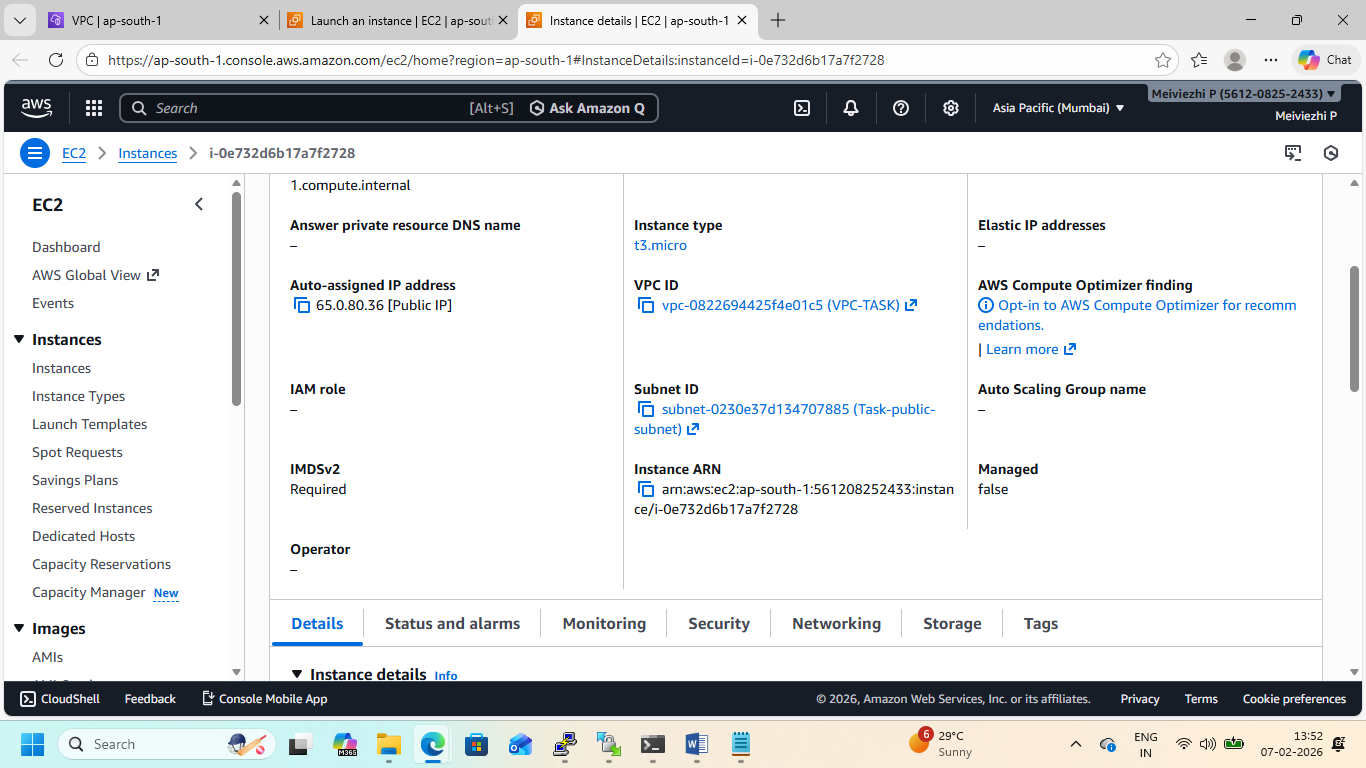 VPC | ap-south-1
Launch an instance | EC2 | ap-sout
Instance details | EC2 | ap-south-1
https://ap-south-1.console.aws.amazon.com/ec2/home?region=ap-south-1#InstanceDetails:instanceId=i-0e732d6b17a7f2728
Chat
aws
Search
[Alt+S]
Ask Amazon Q
Asia Pacific (Mumbai)
Meiviezhi P (5612-0825-2433)
Meiviezhi P
EC2
Instances
i-0e732d6b17a7f2728
EC2
Dashboard
AWS Global View
Events
Instances
Instances
Instance Types
Launch Templates
Spot Requests
Savings Plans
Reserved Instances
Dedicated Hosts
Capacity Reservations
Capacity Manager New
Images
AMIs
1.compute.internal
Answer private resource DNS name
–
Instance type
t3.micro
Elastic IP addresses
–
Auto-assigned IP address
65.0.80.36 [Public IP]
VPC ID
vpc-0822694425f4e01c5 (VPC-TASK)
AWS Compute Optimizer finding
Opt-in to AWS Compute Optimizer for recomm
endations.
| Learn more
IAM role
–
Subnet ID
subnet-0230e37d134707885 (Task-public-
subnet)
Auto Scaling Group name
–
IMDSv2
Required
Instance ARN
arn:aws:ec2:ap-south-1:561208252433:instan
ce/i-0e732d6b17a7f2728
Managed
false
Operator
–
Details
Status and alarms
Monitoring
Security
Networking
Storage
Tags
Instance details Info
CloudShell
Feedback
Console Mobile App
© 2026, Amazon Web Services, Inc. or its affiliates.
Privacy
Terms
Cookie preferences
Search
M365
6
29°C
Sunny
ENG
IN
13:52
07-02-2026